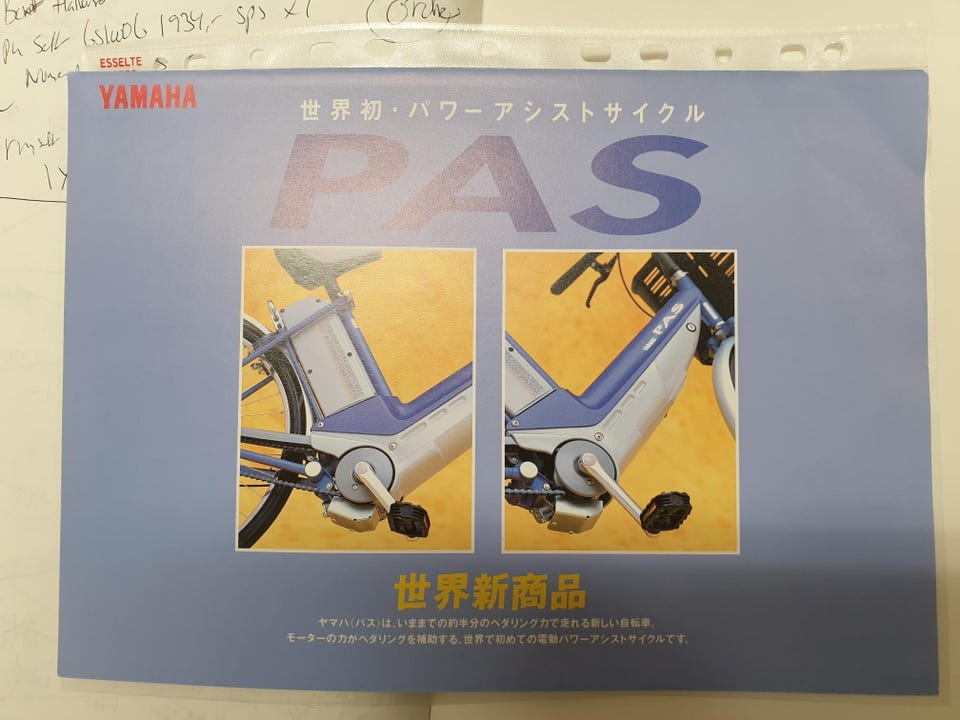 ESSELTE
YAMAHA
世界初・パワーアシストサイクル
PAS
PAS
世界新商品
ヤマハ〈パス〉は、いままでの約半分のペダリング力で走れる新しい自転車。
モーターの力がペダリングを補助する、世界で初めての電動パワーアシストサイクルです。